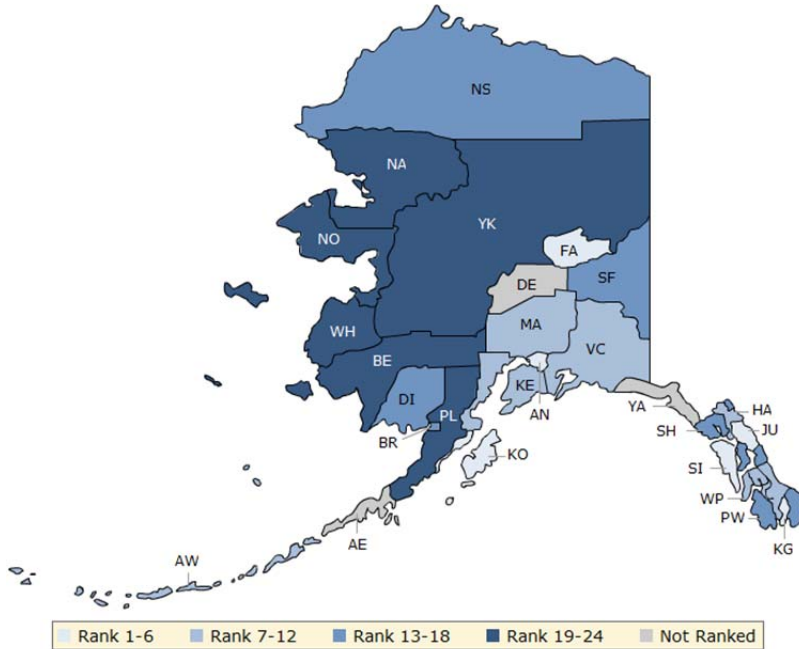 NS
NA
YK
NO
FA
SF
DE
MA
WH
VC
BE
KE
DI
PL
AN
YA
HA
BR
SH
JU
KO
SI
WP
PW
AE
KG
AW
Rank 1-6 Rank 7-12 Rank 13-18 Rank 19-24 Not Ranked